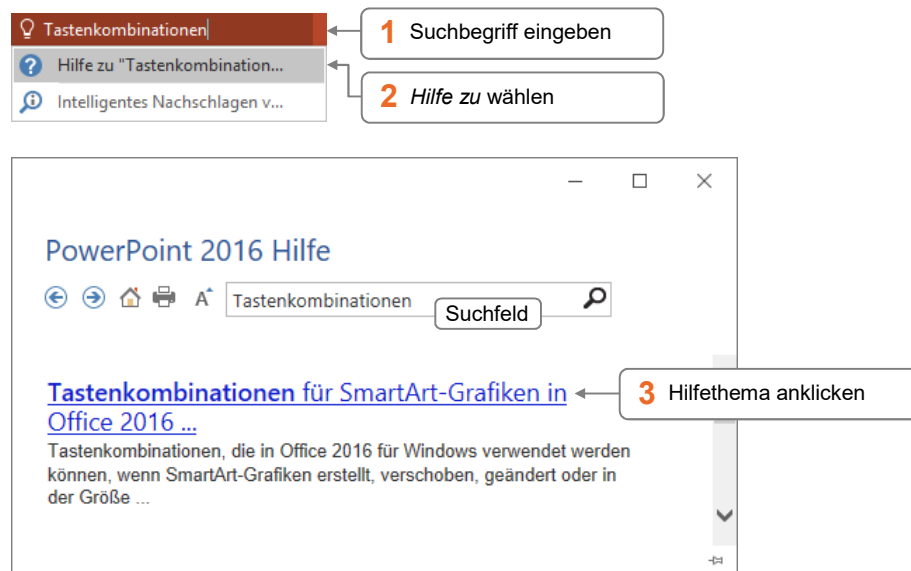 Tastenkombinationen
1 Suchbegriff eingeben
Hilfe zu "Tastenkombination...
2 Hilfe zu wählen
Intelligentes Nachschlagen v...
PowerPoint 2016 Hilfe
A
Tastenkombinationen
Suchfeld
Tastenkombinationen für SmartArt-Grafiken in
Office 2016 ...
3 Hilfethema anklicken
Tastenkombinationen, die in Office 2016 für Windows verwendet werden
können, wenn SmartArt-Grafiken erstellt, verschoben, geändert oder in
der Größe ...